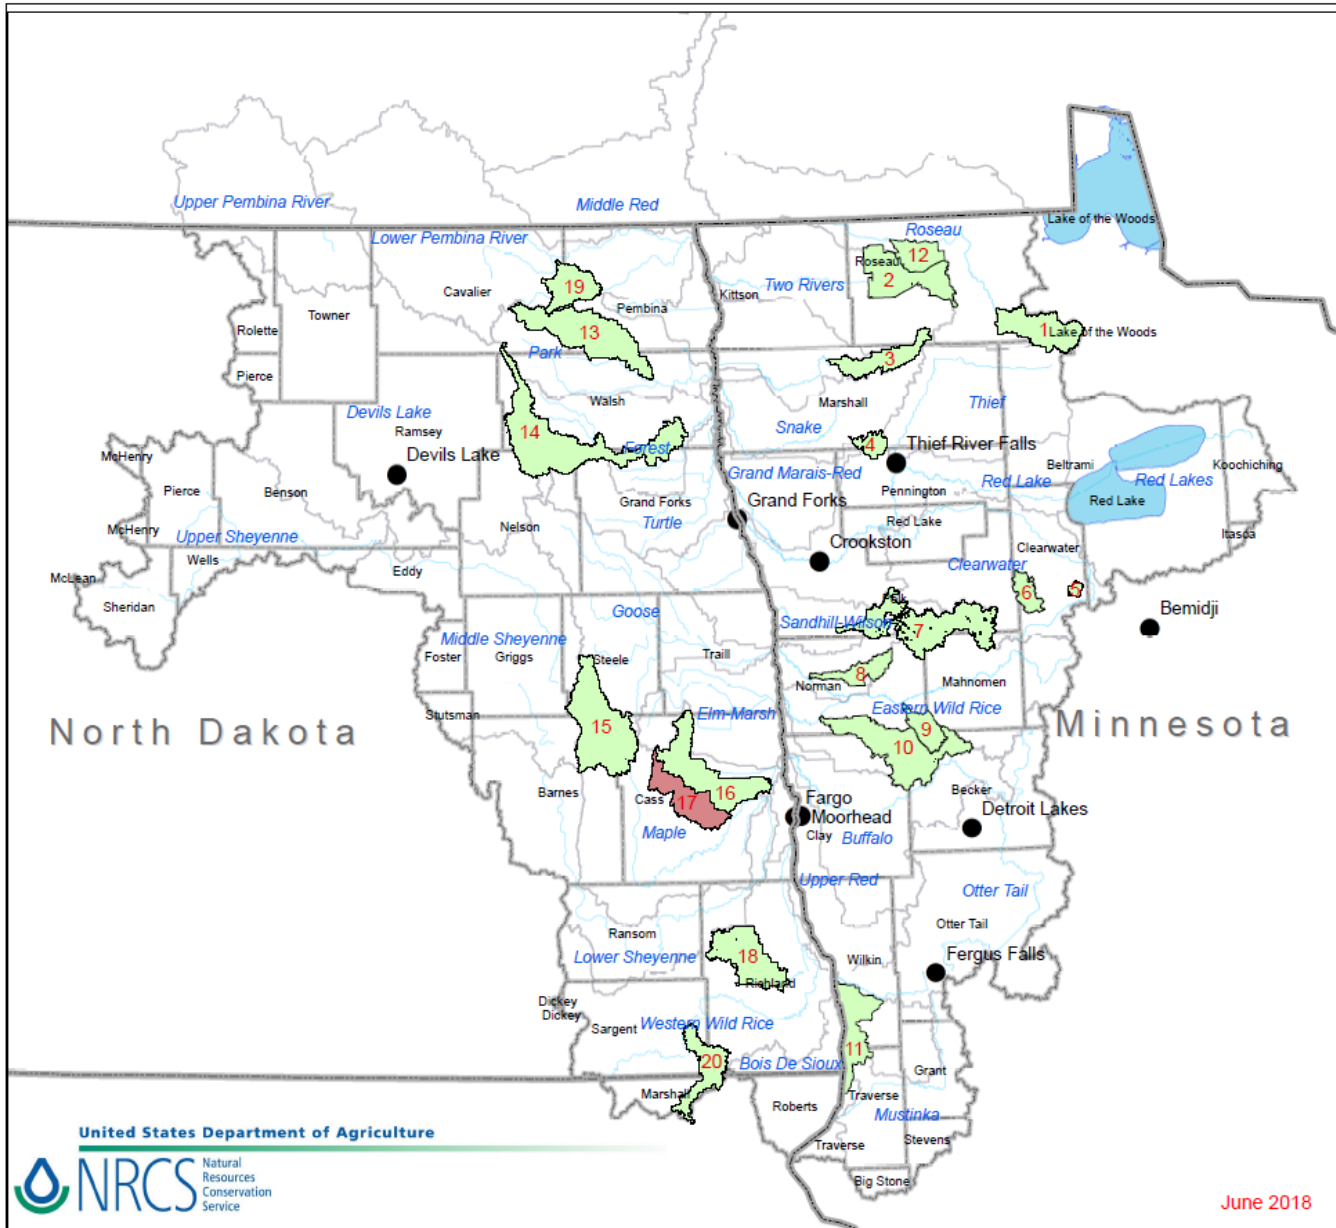 Upper Pembina River
Middle Red
Lake of the Woods
Roseau
Lower Pembina River
Roseau
12
2
19
Cavalier
Two Rivers
Kittson
Pembina
Towner
Rolette
13
1
Lake of the Woods
Park
3
Pierce
Walsh
Marshall
Thief
Devils Lake
Ramsey
14
Snake
Forest
4
Thief River Falls
McHenry
Devils Lake
Grand Marais-Red
Beltrami
Koochiching
Pierce
Benson
Pennington
Red Lake
Red Lakes
Grand Forks
Grand Forks
Red Lake
McHenry
Nelson
Turtle
Red Lake
Upper Sheyenne
Itasca
Crookston
Clearwater
Wells
Clearwater
McLean
Eddy
6
5
Sheridan
Polk
Goose
Sandhill-Wilson
7
Bemidji
Middle Sheyenne
Foster
Griggs
Steele
Traill
8
Norman
Mahnomen
Eastern Wild Rice
Stutsman
Elm-Marsh
North Dakota
Minnesota
15
9
10
Barnes
16
Becker
Cass
17
Fargo
Moorhead
Detroit Lakes
Maple
Clay
Buffalo
Upper Red
Otter Tail
Otter Tail
Ransom
Lower Sheyenne
18
Wilkin
Fergus Falls
Richland
Dickey
Dickey
Sargent
Western Wild Rice
11
20
Bois De Sioux
Grant
Marshall
Traverse
Roberts
Mustinka
Traverse
Stevens
Big Stone
United States Department of Agriculture
NRCS
Natural
Resources
Conservation
Service
June 2018